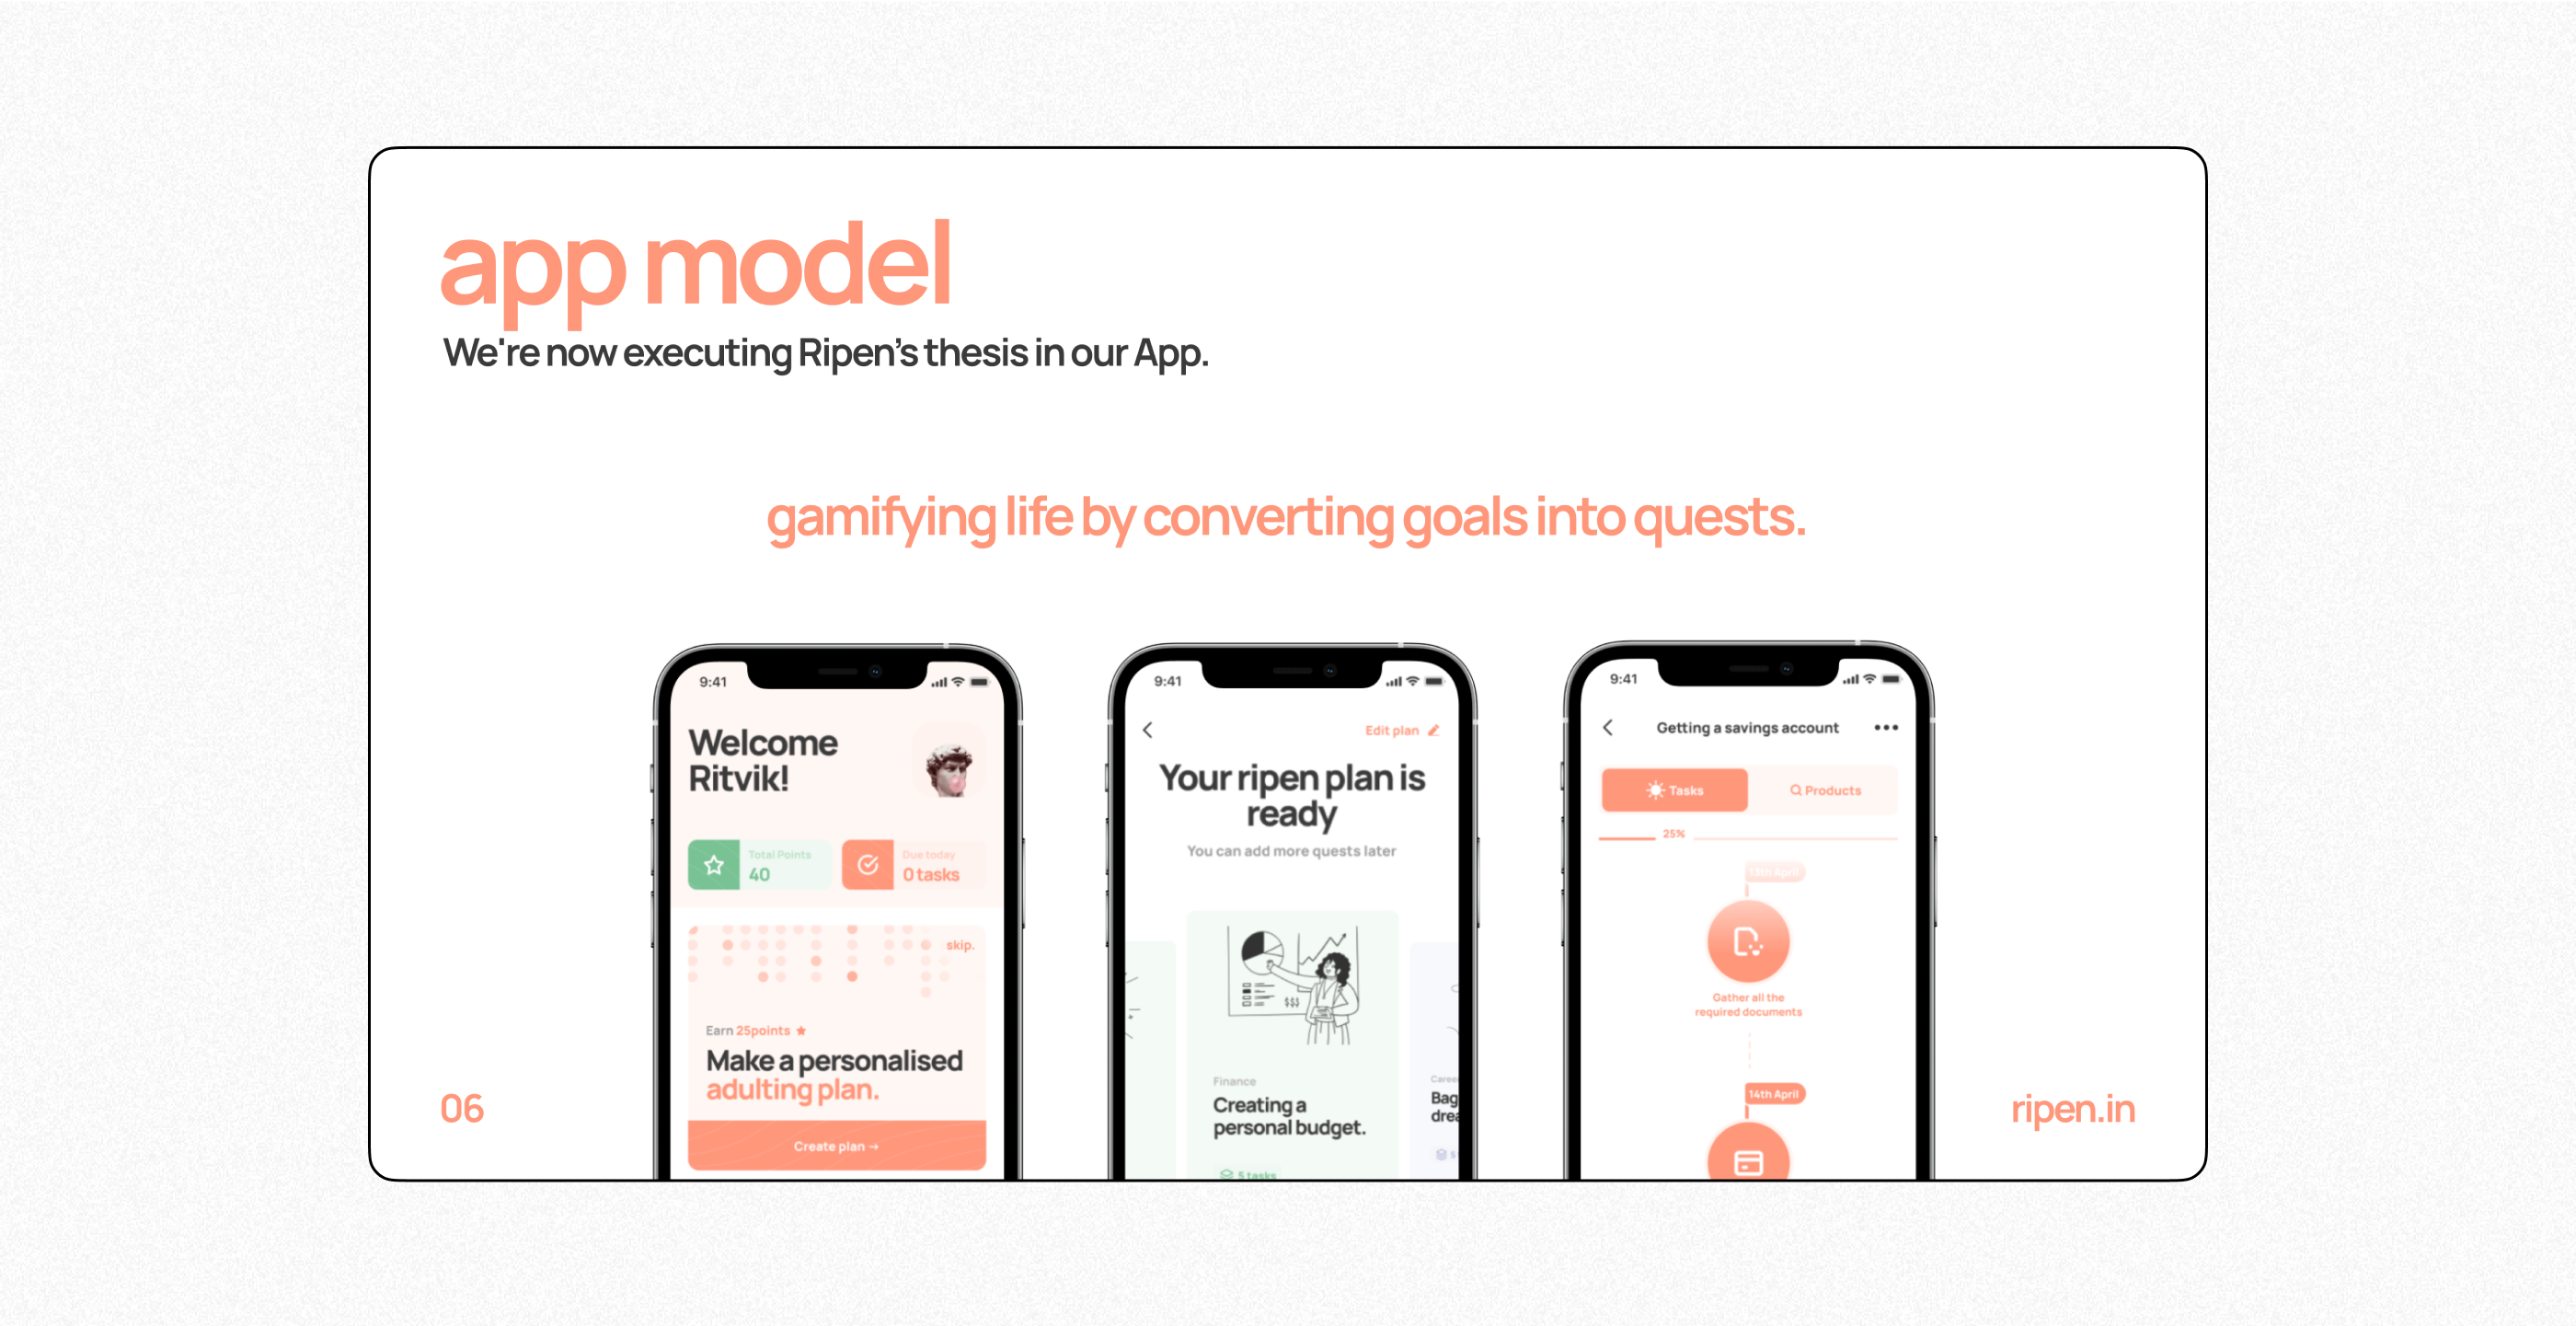 app model
We're now executing Ripen’s thesis in our App.
gamifying life by converting goals into quests.
9:41
Welcome
Ritvik!
Total Points
40
Due today
0 tasks
skip.
Earn 25points
Make a personalised
adulting plan.
Create plan →
9:41
Edit plan
Your ripen plan is
ready
You can add more quests later
$$$
Finance
Creating a
personal budget.
5 tasks
Caree
Bag
drea
5
9:41
Getting a savings account
Tasks
Products
25%
13th April
Gather all the
required documents
14th April
06
ripen.in